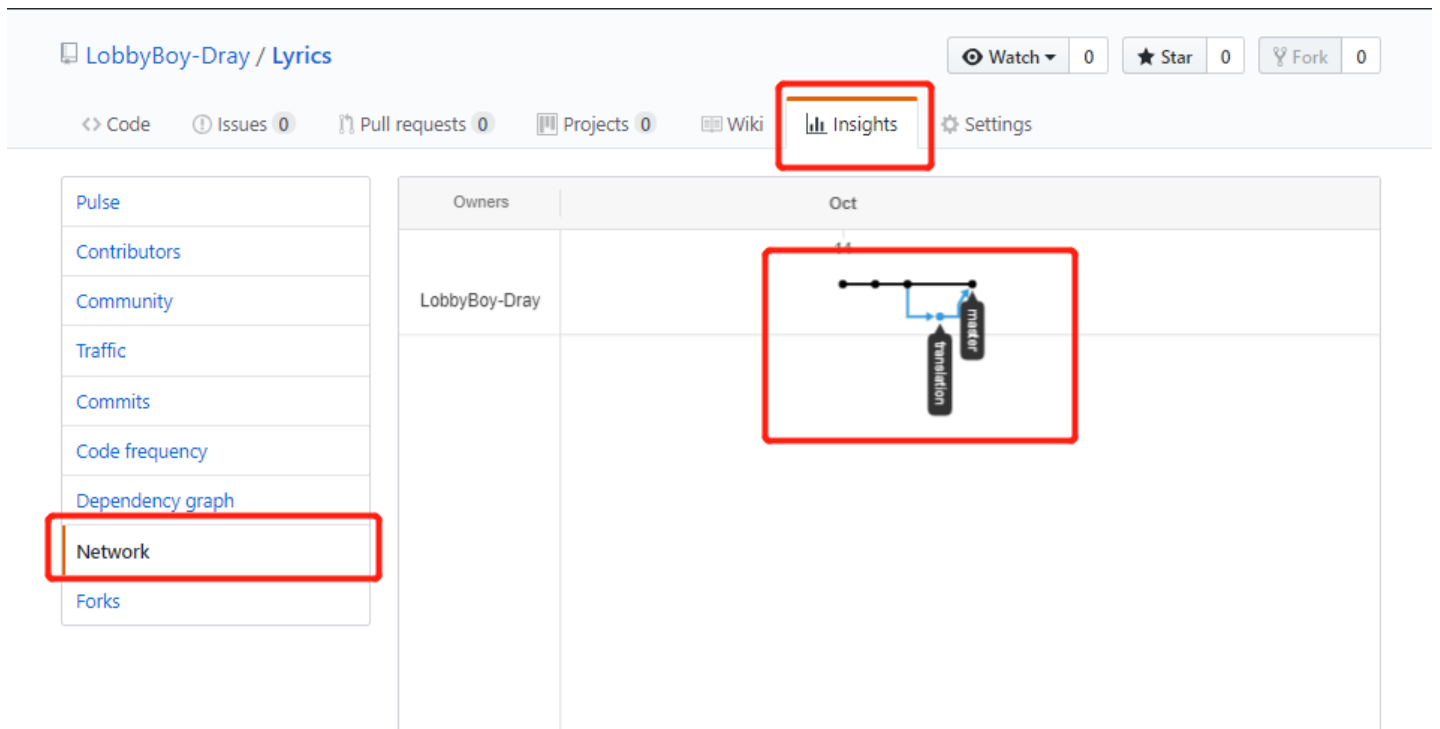 LobbyBoy-Dray / Lyrics
Watch 0 Star 0 Fork 0
Code Issues 0 Pull requests 0 Projects 0 Wiki Insights Settings
Pulse
Contributors
Community
Traffic
Commits
Code frequency
Dependency graph
Network
Forks
Owners Oct
14
LobbyBoy-Dray
master
translation